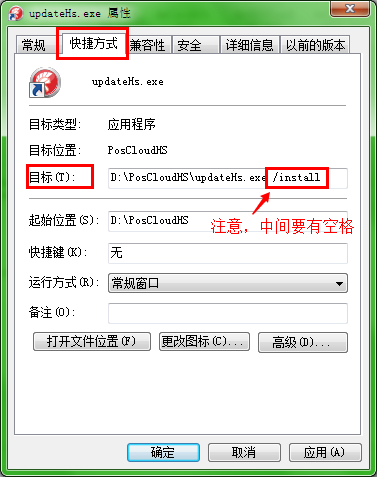 updateHs.exe 属性
常规
快捷方式
兼容性
安全
详细信息
以前的版本
updateHs.exe
目标类型: 应用程序
目标位置: PosCloudHS
目标(T): D:\PosCloudHS\updateHs.exe /install
起始位置(S): D:\PosCloudHS
注意，中间要有空格
快捷键(K): 无
运行方式(R): 常规窗口
备注(O):
打开文件位置(F) 更改图标(C)... 高级(D)...
确定 取消 应用(A)